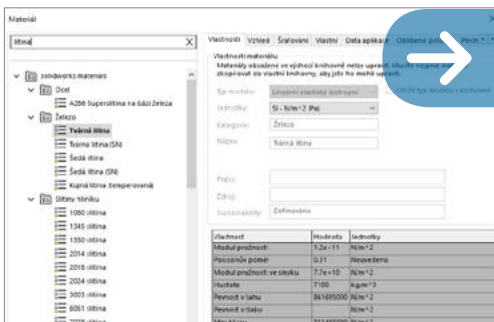 Materiál
litina
X
solidworks materials
Ocel
A286 Superslitina na bázi železa
Železo
Tvárná litina
Tvárná litina (SN)
Šedá litina
Šedá litina (SN)
Kujná litina temperovaná
Slitiny hliníku
1060 slitina
1345 slitina
1350 slitina
2014 slitina
2018 slitina
2024 slitina
3003 slitina
6061 slitina
Vlastnosti Vzhled Šrafování Vlastní Data aplikace Oblíbené Plech
Vlastnosti materiálu
Materiály obsažené ve výchozí knihovně nelze upravit. Musíte nejprve
zkopírovat do vlastní knihovny, aby jste ho mohli upravit.
Typ modelu: Lineární elastický izotropní Uložit typ modelu v knihovně
Jednotky: SI - N/m^2 (Pa)
Kategorie: Železo
Název: Tvárná litina
Popis:
Zdroj:
Sustainability: Definováno
Vlastnost Hodnota Jednotky
Modul pružnosti 1.2e+11 N/m^2
Poissonův poměr 0.31 Neuvedeno
Modul pružnosti ve smyku 7.7e+10 N/m^2
Hustota 7100 kg/m^3
Pevnost v tahu 861695000 N/m^2
Pevnost v tlaku N/m^2